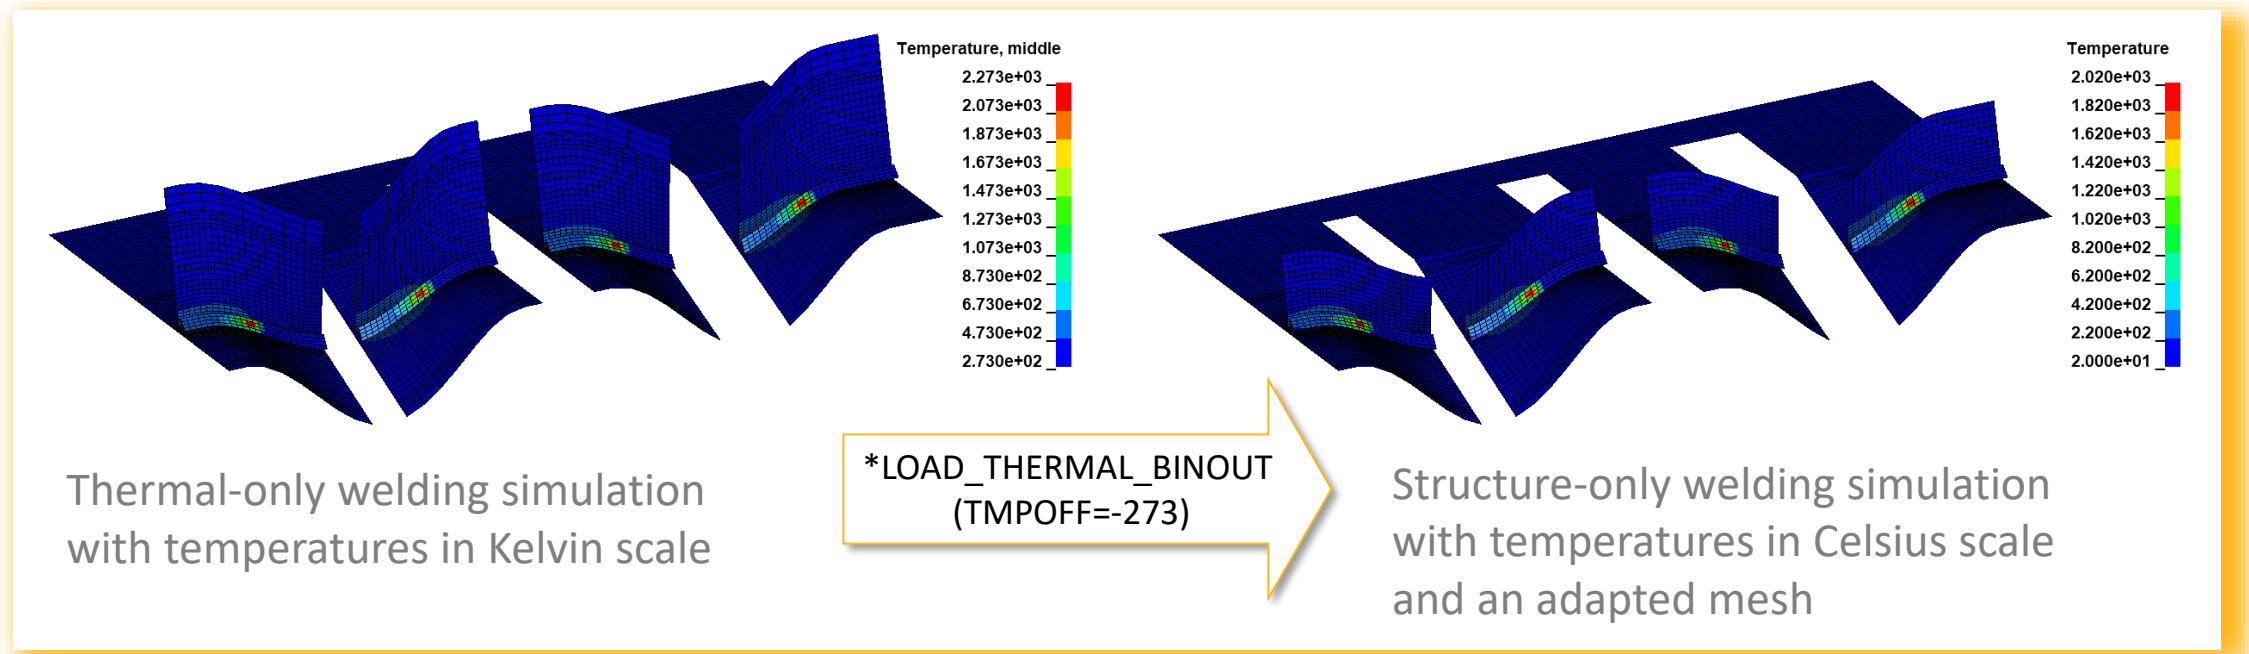 Temperature, middle
2.273e+03
2.073e+03
1.873e+03
1.673e+03
1.473e+03
1.273e+03
1.073e+03
8.730e+02
6.730e+02
4.730e+02
2.730e+02
Temperature
2.020e+03
1.820e+03
1.620e+03
1.420e+03
1.220e+03
1.020e+03
8.200e+02
6.200e+02
4.200e+02
2.200e+02
2.000e+01
Thermal-only welding simulation
with temperatures in Kelvin scale
*LOAD_THERMAL_BINOUT
(TMPOFF=-273)
Structure-only welding simulation
with temperatures in Celsius scale
and an adapted mesh